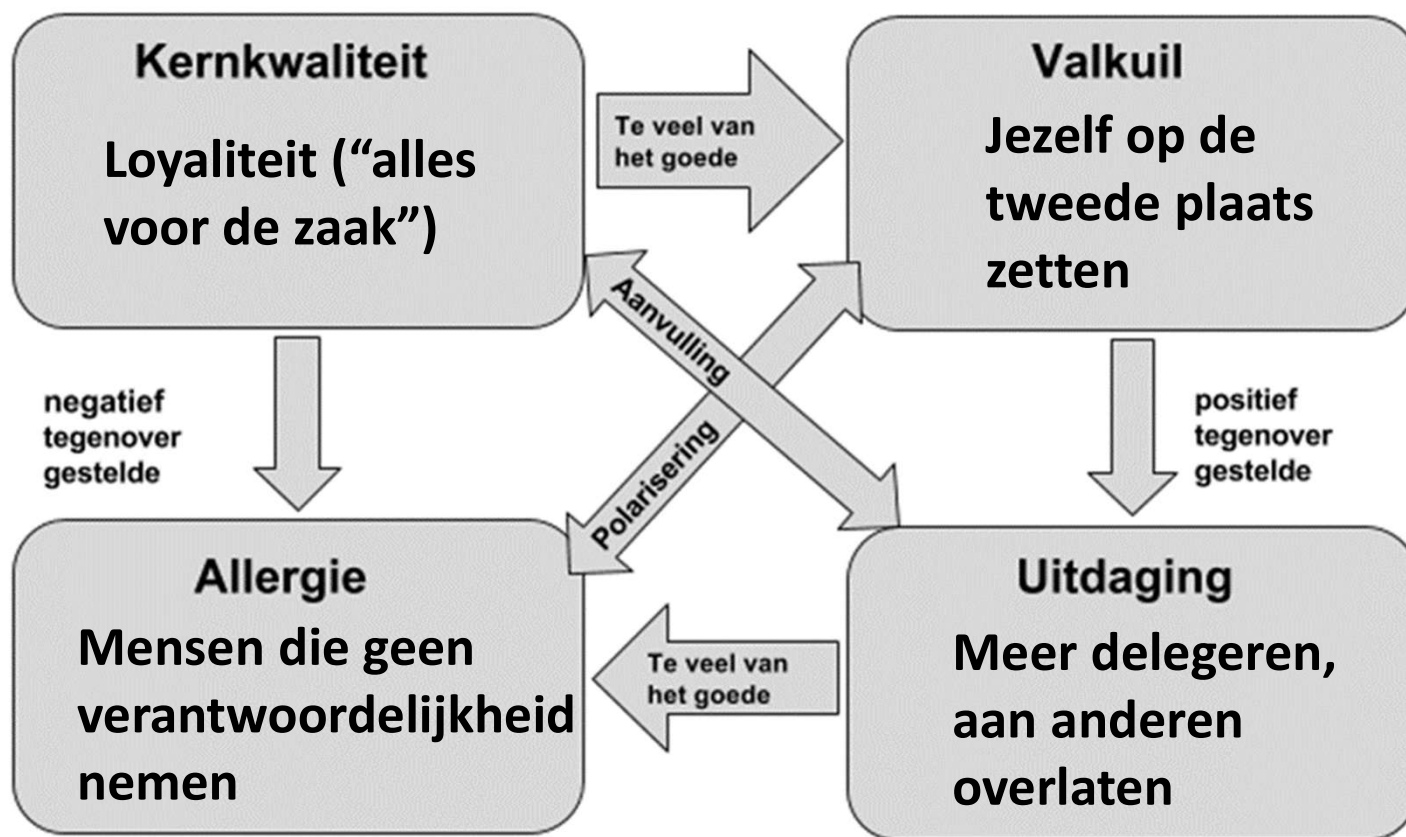 Kernkwaliteit
Loyaliteit (“alles
voor de zaak”)
Te veel van
het goede
Valkuil
Jezelf op de
tweede plaats
zetten
Aanvulling
Polarisering
negatief
tegenover
gestelde
positief
tegenover
gestelde
Allergie
Mensen die geen
verantwoordelijkheid
nemen
Te veel van
het goede
Uitdaging
Meer delegeren,
aan anderen
overlaten